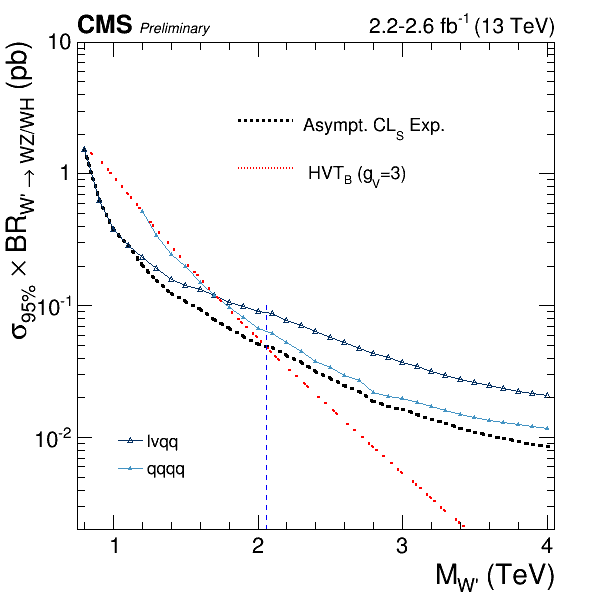 CMS Preliminary 2.2-2.6 fb⁻¹ (13 TeV)
σ95% × BRW' → WZ/WH (pb)
10
1
10⁻¹
10⁻²
Asympt. CLS Exp.
HVTB (gV=3)
lνqq
qqqq
1 2 3 4
MW' (TeV)